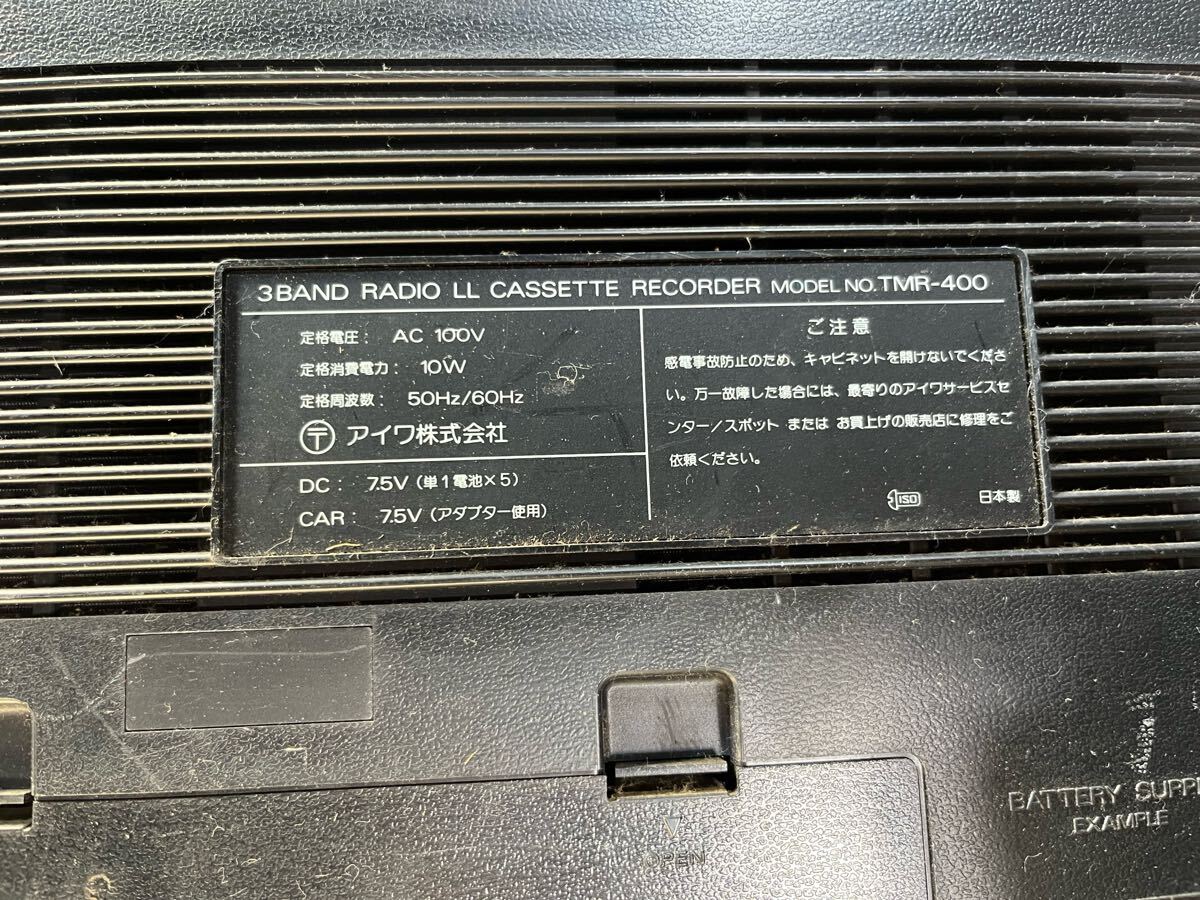 3 BAND RADIO LL CASSETTE RECORDER MODEL NO. TMR-400
定格電圧: AC 100V
定格消費電力: 10W
定格周波数: 50Hz/60Hz
〒 アイワ株式会社
DC: 7.5V (単1電池×5)
CAR: 7.5V (アダプター使用)
ご注意
感電事故防止のため、キャビネットを開けないでくださ
い。万一故障した場合には、最寄りのアイワサービスセ
ンター/スポット または お買上げの販売店に修理をご
依頼ください。
ISO 日本製
OPEN
BATTERY
EXAMPLE